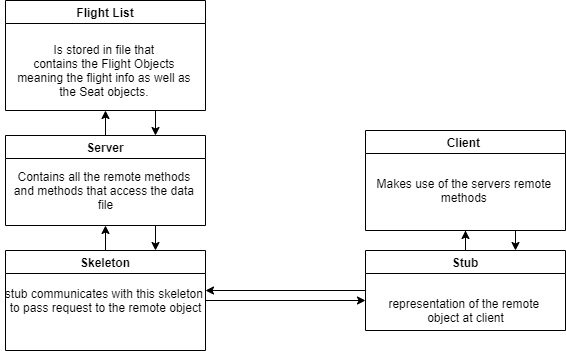 Flight List
Is stored in file that
contains the Flight Objects
meaning the flight info as well as
the Seat objects.
Server
Contains all the remote methods
and methods that access the data
file
Skeleton
stub communicates with this skeleton
to pass request to the remote object
Client
Makes use of the servers remote
methods
Stub
representation of the remote
object at client